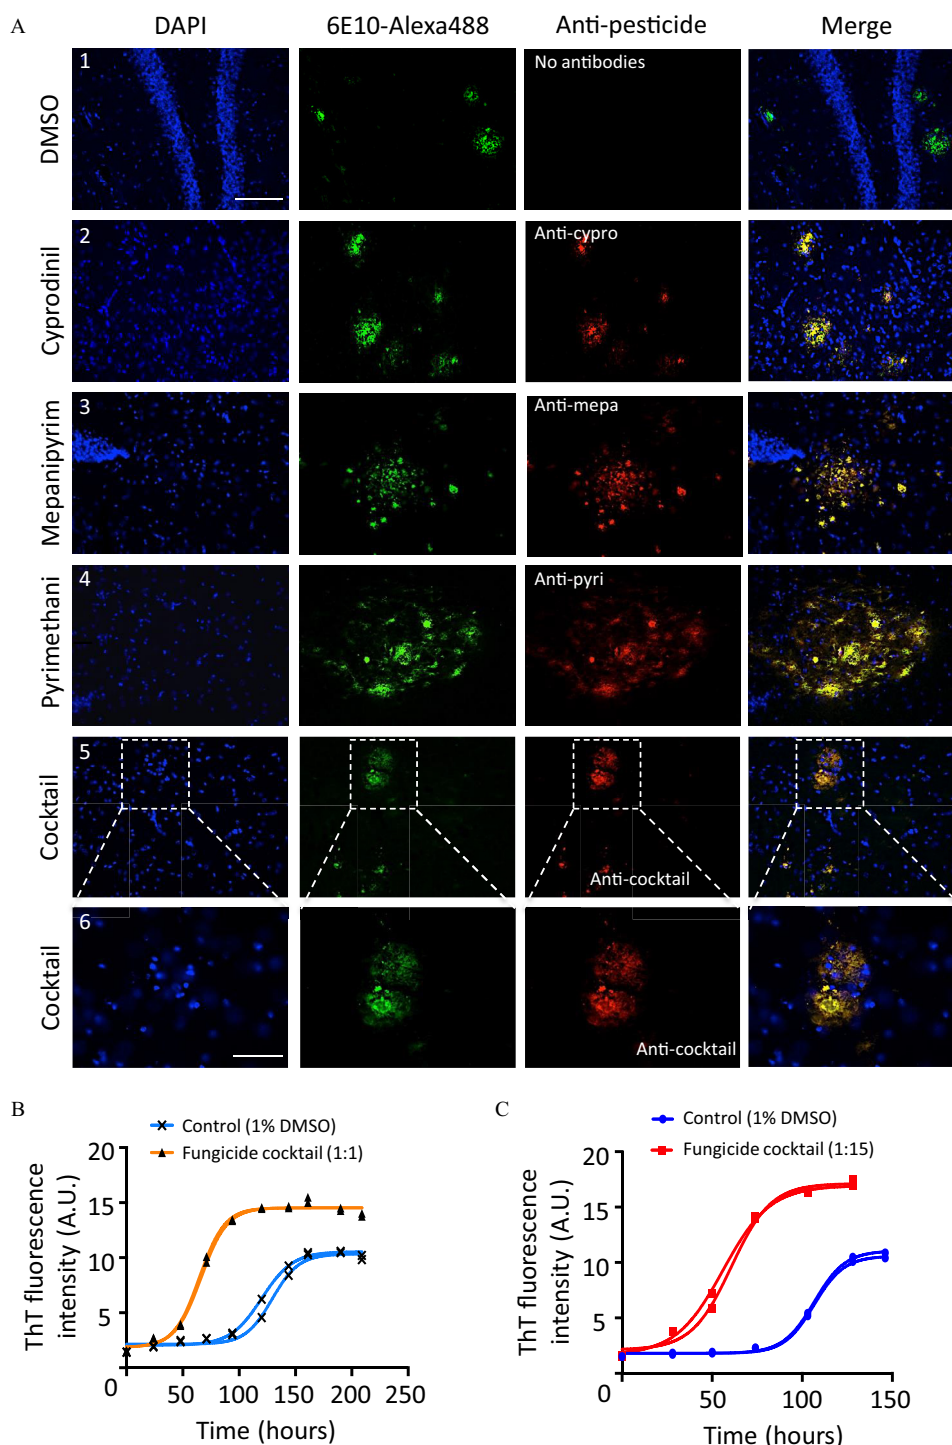 A
DAPI
6E10-Alexa488
Anti-pesticide
Merge
DMSO
1
No antibodies
Cyprodinil
2
Anti-cypro
Mepanipyrim
3
Anti-mepa
Pyrimethani
4
Anti-pyri
Cocktail
5
Anti-cocktail
Cocktail
6
Anti-cocktail
B
Control (1% DMSO)
Fungicide cocktail (1:1)
ThT fluorescence
intensity (A.U.)
20
15
10
5
0
0 50 100 150 200 250
Time (hours)
C
Control (1% DMSO)
Fungicide cocktail (1:15)
ThT fluorescence
intensity (A.U.)
20
15
10
5
0
0 50 100 150
Time (hours)